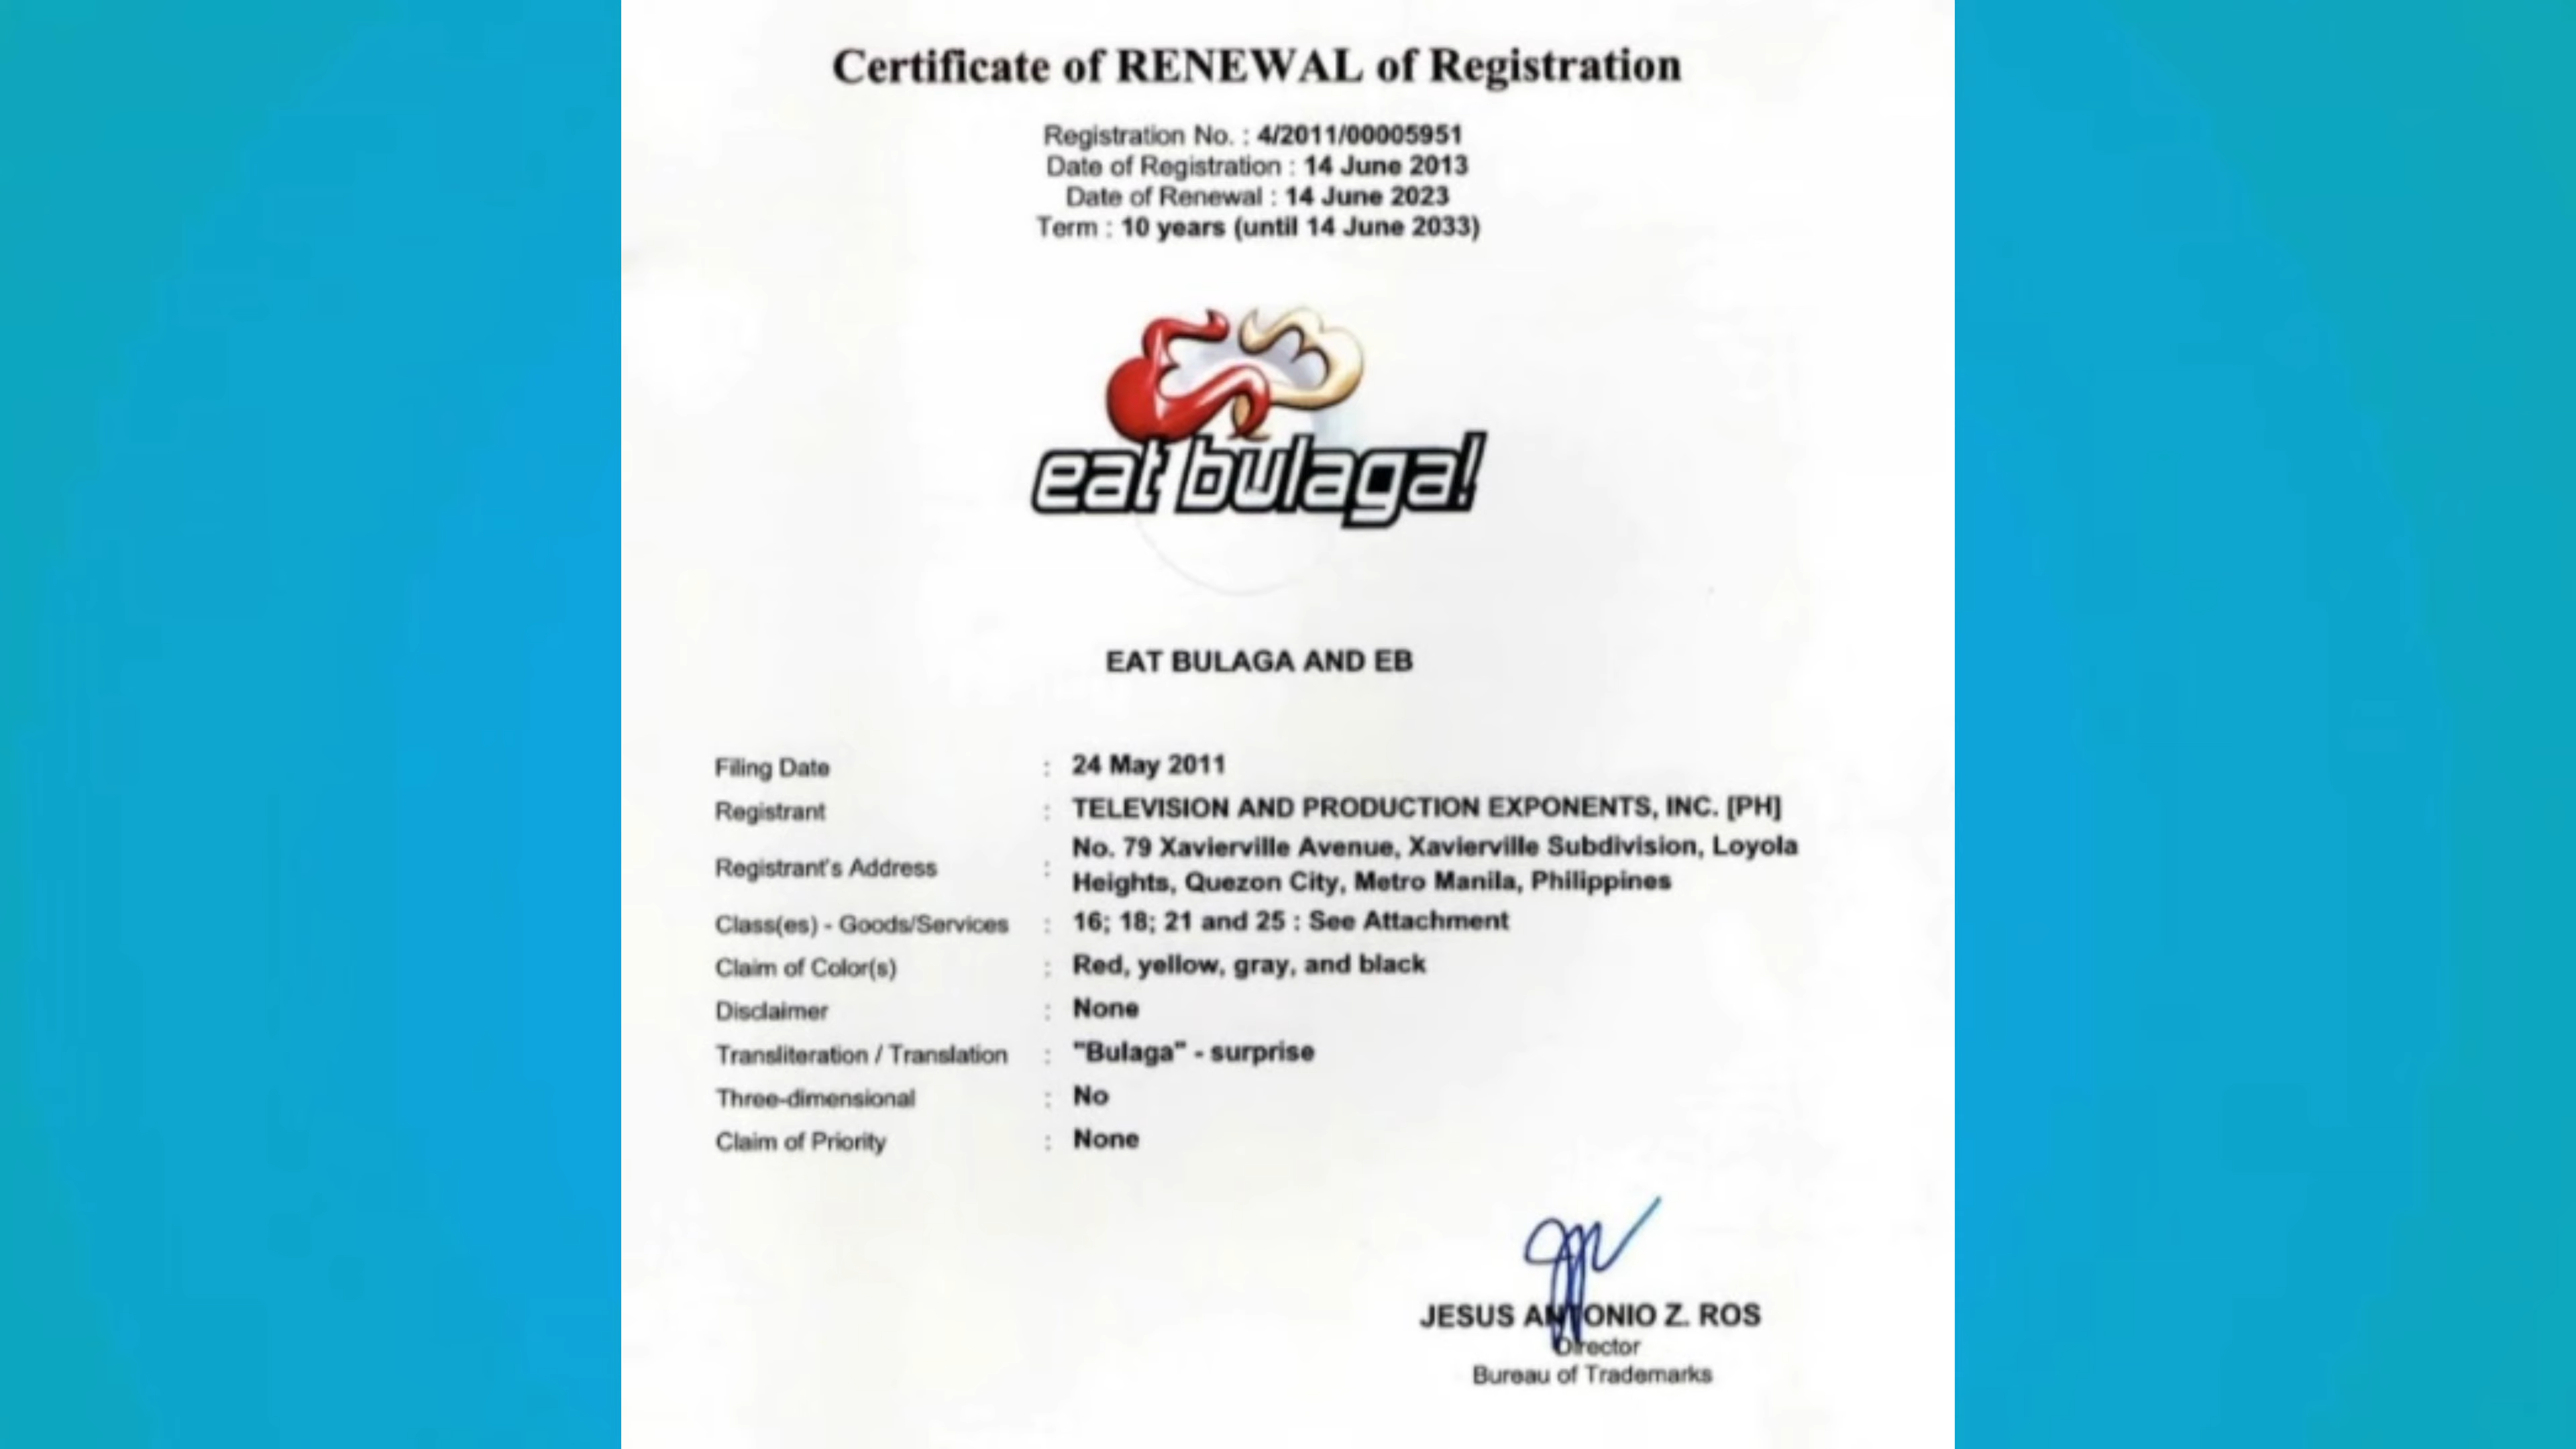 Certificate of RENEWAL of Registration
Registration No. : 4/2011/00005951
Date of Registration : 14 June 2013
Date of Renewal : 14 June 2023
Term : 10 years (until 14 June 2033)
eat bulaga!
EAT BULAGA AND EB
Filing Date : 24 May 2011
Registrant : TELEVISION AND PRODUCTION EXPONENTS, INC. [PH]
Registrant's Address : No. 79 Xavierville Avenue, Xavierville Subdivision, Loyola
Heights, Quezon City, Metro Manila, Philippines
Class(es) - Goods/Services : 16; 18; 21 and 25 : See Attachment
Claim of Color(s) : Red, yellow, gray, and black
Disclaimer : None
Transliteration / Translation : "Bulaga" - surprise
Three-dimensional : No
Claim of Priority : None
JESUS ANTONIO Z. ROS
Director
Bureau of Trademarks